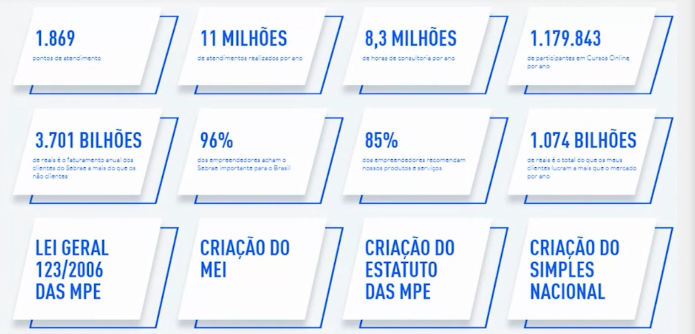 1.869
pontos de atendimento
11 MILHÕES
de atendimentos realizados por ano
8,3 MILHÕES
de horas de consultoria por ano
1.179.843
de participantes em Cursos Online
por ano
3.701 BILHÕES
de reais é o faturamento anual dos
clientes do Sebrae a mais do que os
não clientes
96%
dos empreendedores acham o
Sebrae importante para o Brasil
85%
dos empreendedores recomendam
nossos produtos e serviços
1.074 BILHÕES
de reais é o total do que os meus
clientes lucram a mais que o mercado
por ano
LEI GERAL
123/2006
DAS MPE
CRIAÇÃO DO
MEI
CRIAÇÃO DO
ESTATUTO
DAS MPE
CRIAÇÃO DO
SIMPLES
NACIONAL